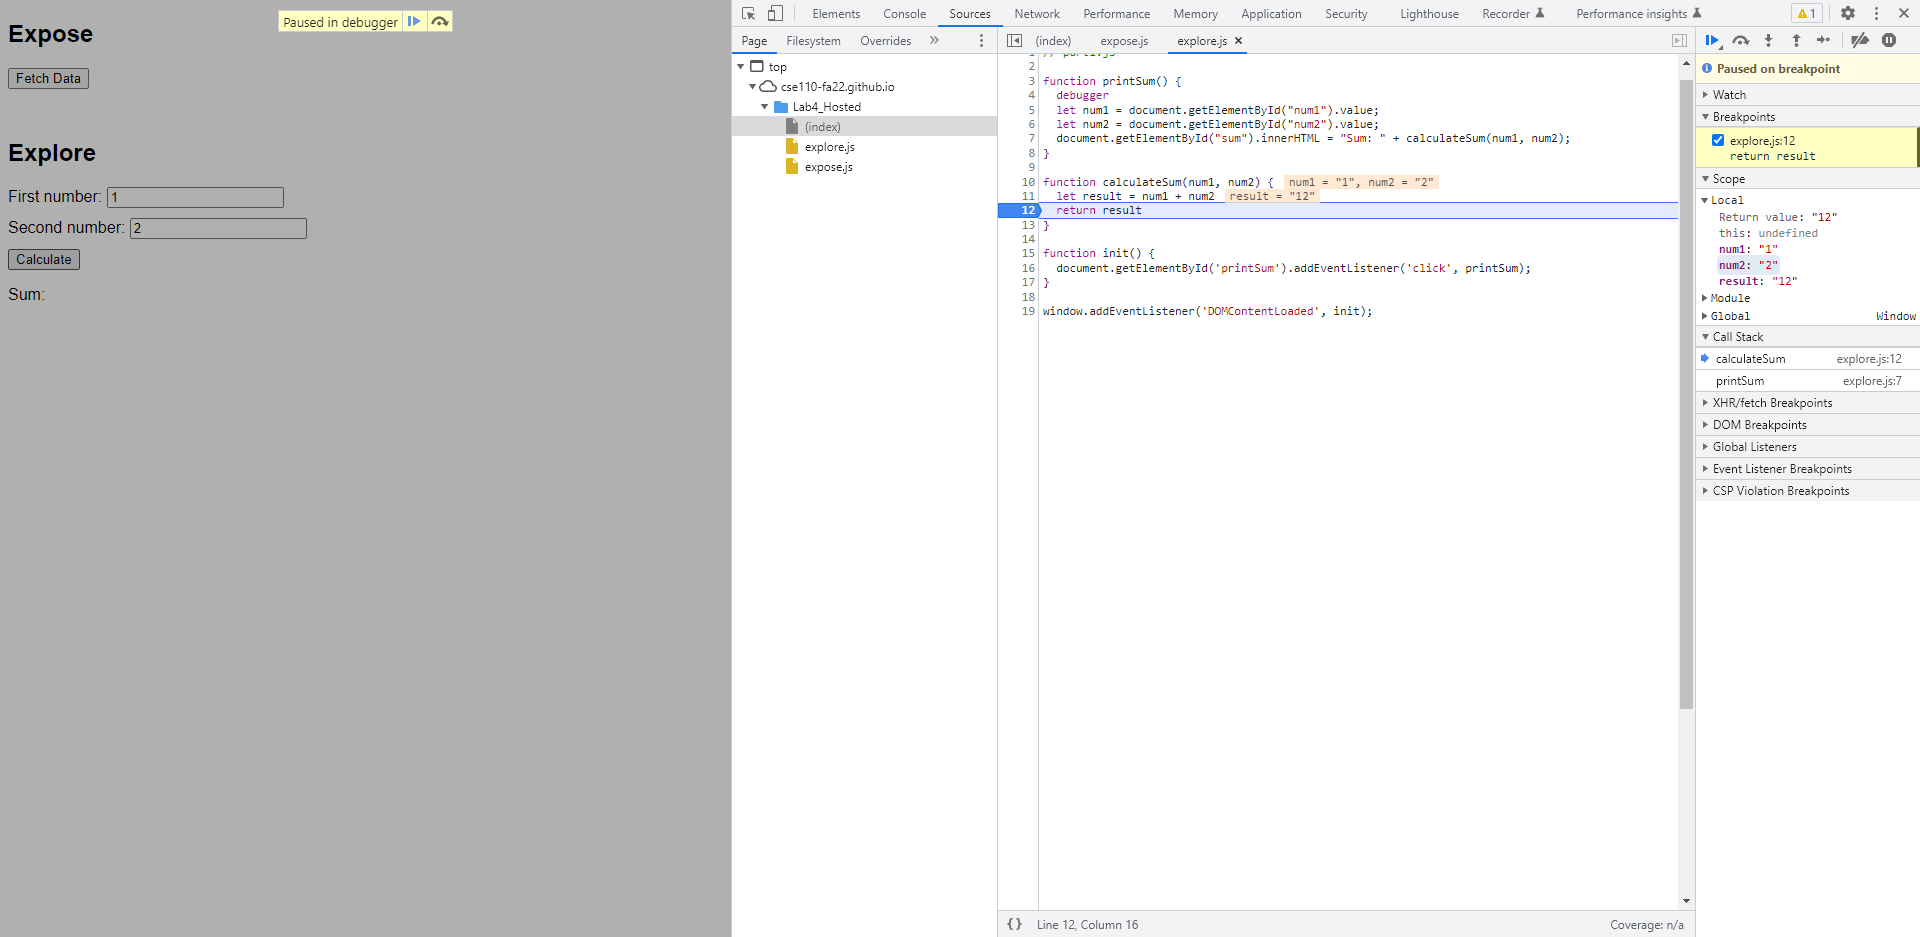 Expose
Paused in debugger
Fetch Data
Explore
First number: 1
Second number: 2
Calculate
Sum:
Elements Console Sources Network Performance Memory Application Security Lighthouse Recorder Performance insights 1
Page Filesystem Overrides »
top
cse110-fa22.github.io
Lab4_Hosted
(index)
explore.js
expose.js
(index) expose.js explore.js ×
2
3 function printSum() {
4 debugger
5 let num1 = document.getElementById("num1").value;
6 let num2 = document.getElementById("num2").value;
7 document.getElementById("sum").innerHTML = "Sum: " + calculateSum(num1, num2);
8 }
9
10 function calculateSum(num1, num2) { num1 = "1", num2 = "2"
11 let result = num1 + num2 result = "12"
12 return result
13 }
14
15 function init() {
16 document.getElementById('printSum').addEventListener('click', printSum);
17 }
18
19 window.addEventListener('DOMContentLoaded', init);
{} Line 12, Column 16 Coverage: n/a
Paused on breakpoint
Watch
Breakpoints
explore.js:12
return result
Scope
Local
Return value: "12"
this: undefined
num1: "1"
num2: "2"
result: "12"
Module
Global Window
Call Stack
calculateSum explore.js:12
printSum explore.js:7
XHR/fetch Breakpoints
DOM Breakpoints
Global Listeners
Event Listener Breakpoints
CSP Violation Breakpoints